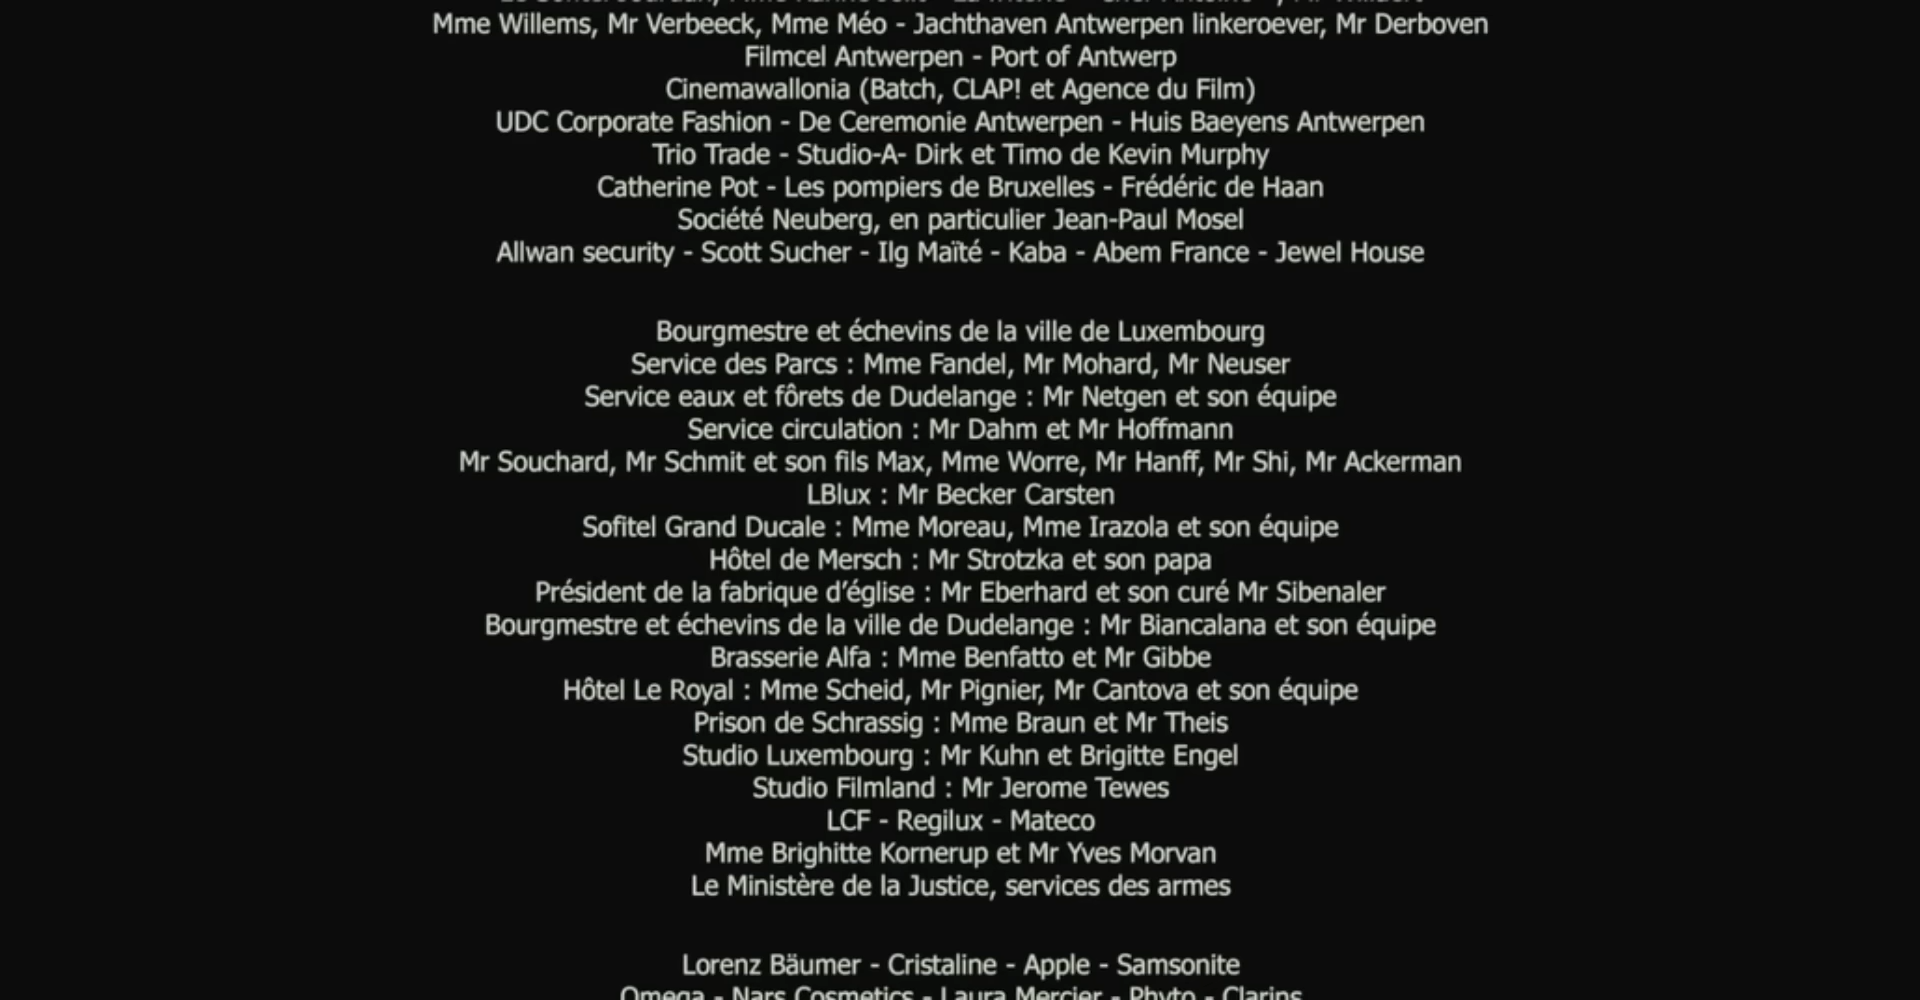 Mme Willems, Mr Verbeeck, Mme Méo - Jachthaven Antwerpen linkeroever, Mr Derboven
Filmcel Antwerpen - Port of Antwerp
Cinemawallonia (Batch, CLAP! et Agence du Film)
UDC Corporate Fashion - De Ceremonie Antwerpen - Huis Baeyens Antwerpen
Trio Trade - Studio-A- Dirk et Timo de Kevin Murphy
Catherine Pot - Les pompiers de Bruxelles - Frédéric de Haan
Société Neuberg, en particulier Jean-Paul Mosel
Allwan security - Scott Sucher - Ilg Maïté - Kaba - Abem France - Jewel House
Bourgmestre et échevins de la ville de Luxembourg
Service des Parcs : Mme Fandel, Mr Mohard, Mr Neuser
Service eaux et fôrets de Dudelange : Mr Netgen et son équipe
Service circulation : Mr Dahm et Mr Hoffmann
Mr Souchard, Mr Schmit et son fils Max, Mme Worre, Mr Hanff, Mr Shi, Mr Ackerman
LBlux : Mr Becker Carsten
Sofitel Grand Ducale : Mme Moreau, Mme Irazola et son équipe
Hôtel de Mersch : Mr Strotzka et son papa
Président de la fabrique d'église : Mr Eberhard et son curé Mr Sibenaler
Bourgmestre et échevins de la ville de Dudelange : Mr Biancalana et son équipe
Brasserie Alfa : Mme Benfatto et Mr Gibbe
Hôtel Le Royal : Mme Scheid, Mr Pignier, Mr Cantova et son équipe
Prison de Schrassig : Mme Braun et Mr Theis
Studio Luxembourg : Mr Kuhn et Brigitte Engel
Studio Filmland : Mr Jerome Tewes
LCF - Regilux - Mateco
Mme Brighitte Kornerup et Mr Yves Morvan
Le Ministère de la Justice, services des armes
Lorenz Bäumer - Cristaline - Apple - Samsonite
Omega - Nars Cosmetics - Laura Mercier - Phyto - Clarins